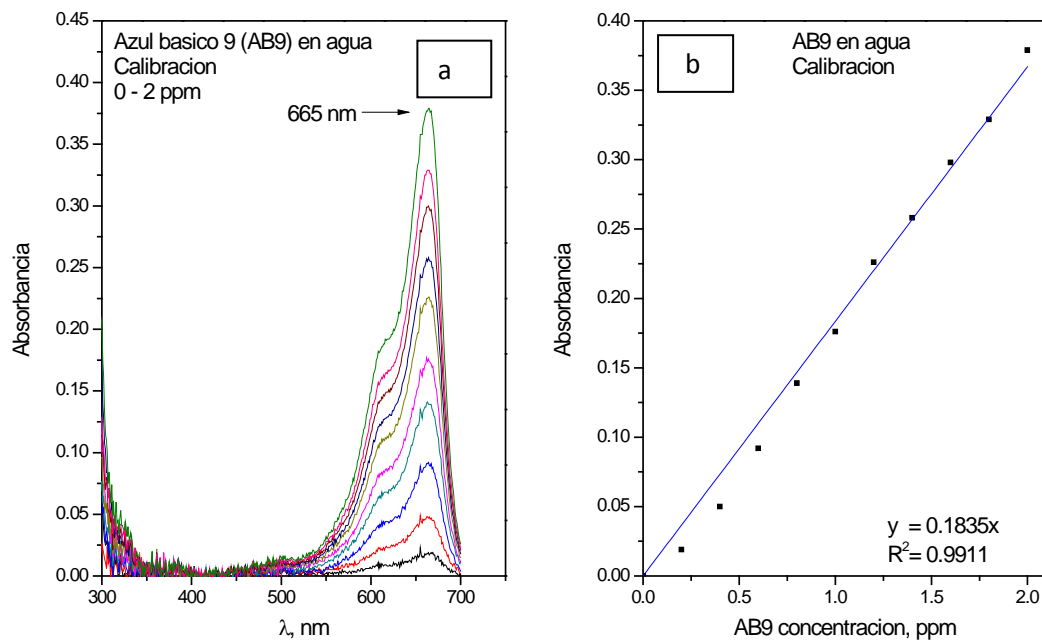 Azul basico 9 (AB9) en agua
Calibracion
0 - 2 ppm
a
665 nm
0.45
0.40
0.35
0.30
0.25
0.20
0.15
0.10
0.05
0.00
Absorbancia
300
400
500
600
700
λ, nm
b
AB9 en agua
Calibracion
y = 0.1835x
R²= 0.9911
0.40
0.35
0.30
0.25
0.20
0.15
0.10
0.05
0.00
Absorbancia
0.0
0.5
1.0
1.5
2.0
AB9 concentracion, ppm